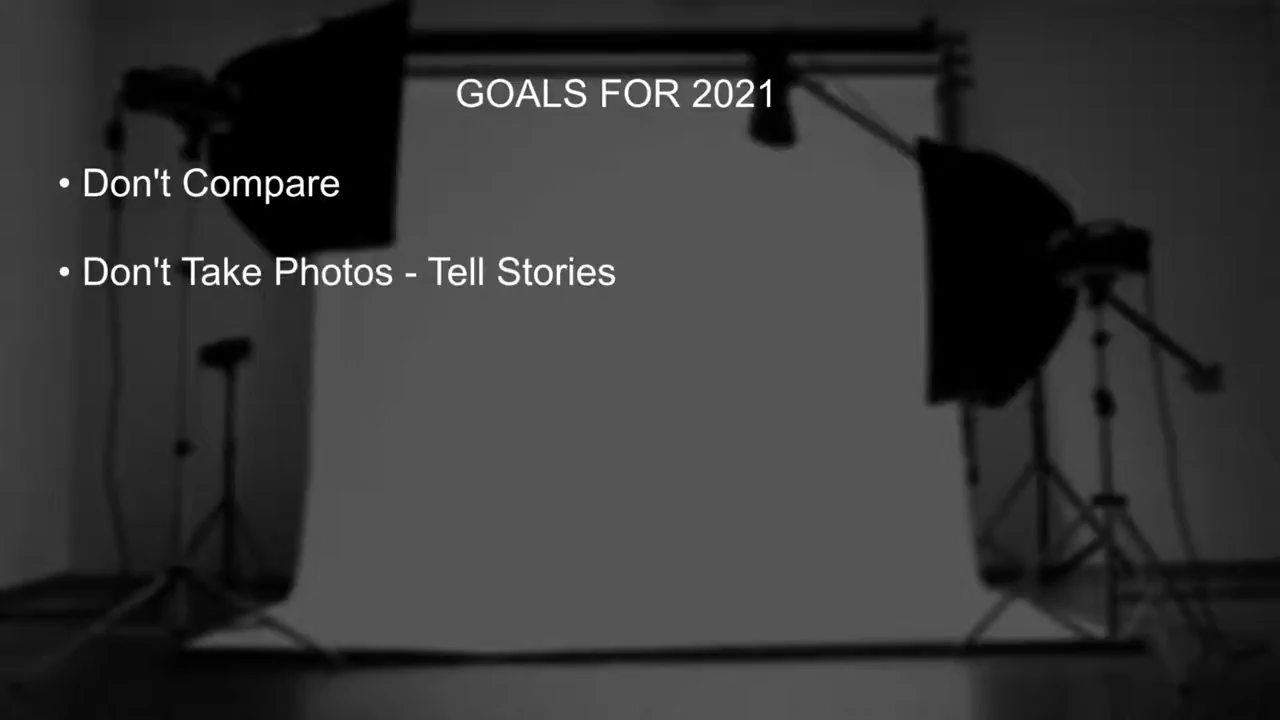 GOALS FOR 2021
• Don't Compare
• Don't Take Photos - Tell Stories